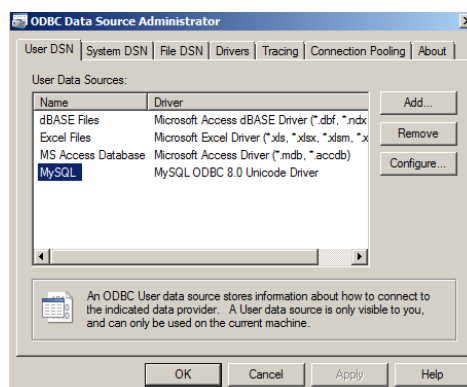 ODBC Data Source Administrator
User DSN System DSN File DSN Drivers Tracing Connection Pooling About
User Data Sources:
Name Driver
dBASE Files Microsoft Access dBASE Driver (*.dbf, *.ndx
Excel Files Microsoft Excel Driver (*.xls, *.xlsx, *.xlsm, *.x
MS Access Database Microsoft Access Driver (*.mdb, *.accdb)
MySQL MySQL ODBC 8.0 Unicode Driver
Add...
Remove
Configure...
An ODBC User data source stores information about how to connect to
the indicated data provider. A User data source is only visible to you,
and can only be used on the current machine.
OK Cancel Apply Help